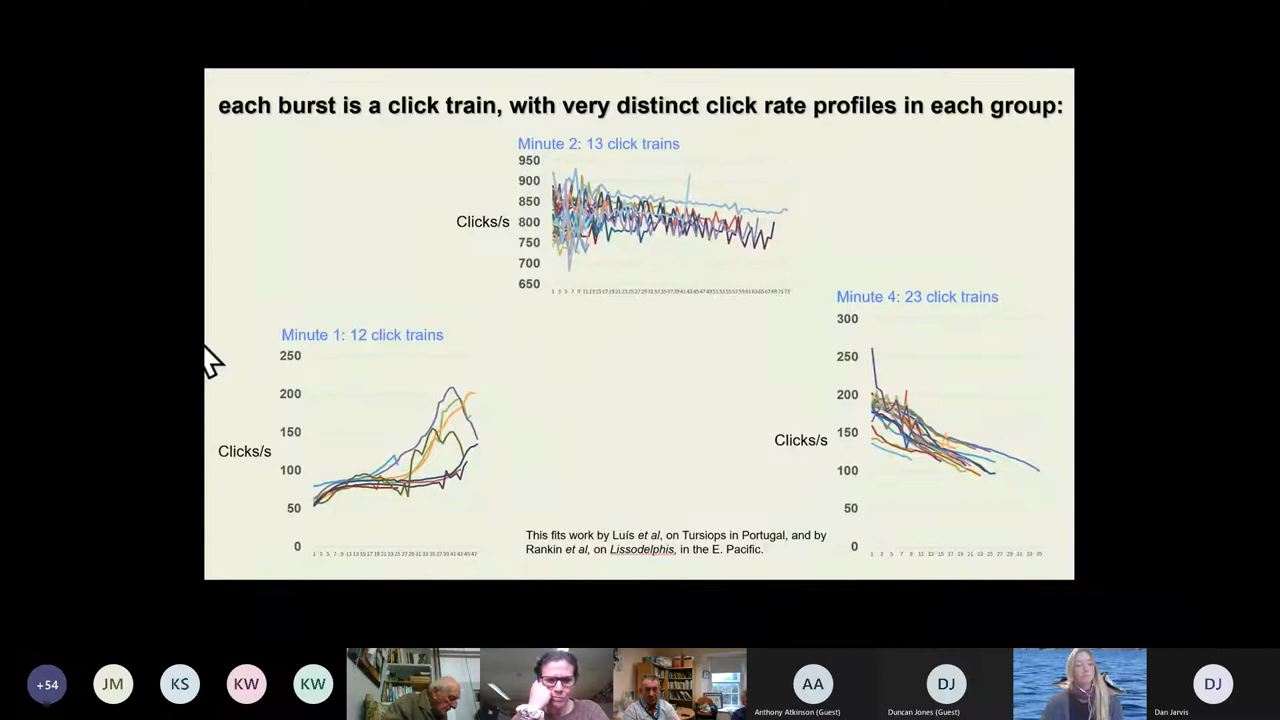 each burst is a click train, with very distinct click rate profiles in each group:
Minute 2: 13 click trains
950
900
850
800
750
700
650
Clicks/s
Minute 4: 23 click trains
300
250
200
150
100
50
0
Clicks/s
Minute 1: 12 click trains
250
200
150
100
50
0
Clicks/s
This fits work by Luís et al, on Tursiops in Portugal, and by
Rankin et al, on Lissodelphis, in the E. Pacific.
+54
JM
KS
KW
KW
AA
Anthony Atkinson (Guest)
DJ
Duncan Jones (Guest)
DJ
Dan Jarvis